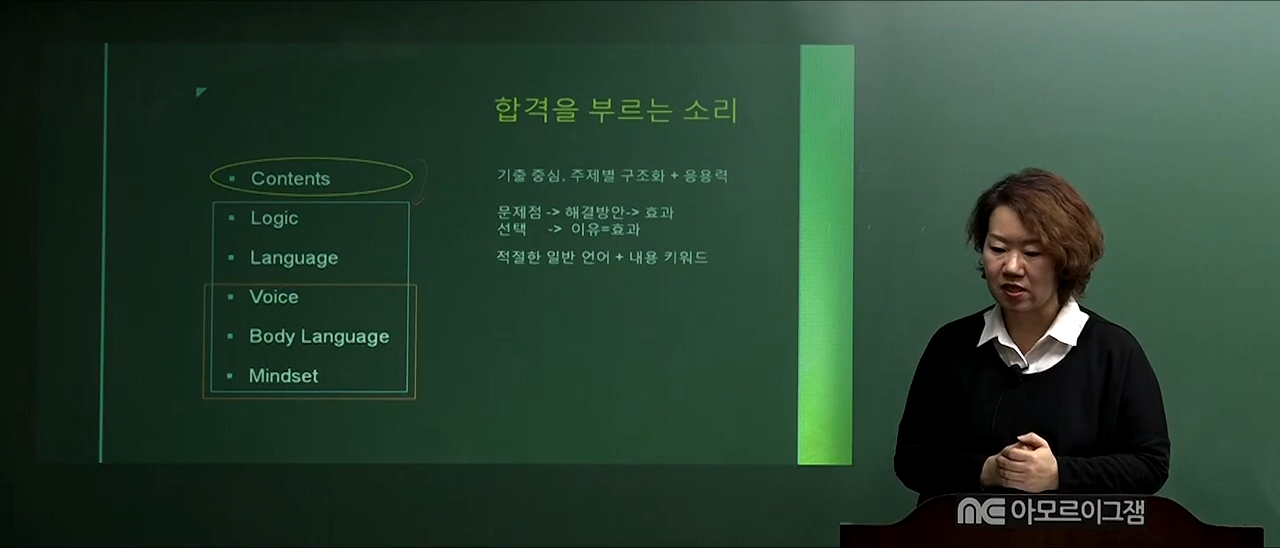 합격을 부르는 소리
Contents
기출 중심, 주제별 구조화 + 응용력
Logic
문제점 -> 해결방안-> 효과
선택 -> 이유=효과
Language
적절한 일반 언어 + 내용 키워드
Voice
Body Language
Mindset
아모르이그잼